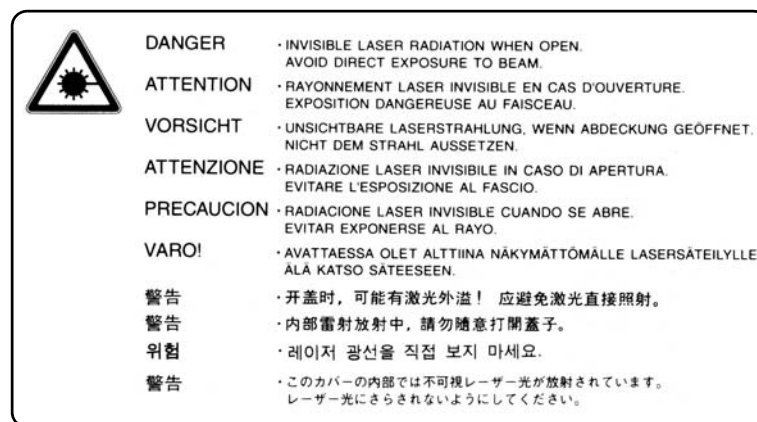 DANGER · INVISIBLE LASER RADIATION WHEN OPEN.
AVOID DIRECT EXPOSURE TO BEAM.
ATTENTION · RAYONNEMENT LASER INVISIBLE EN CAS D'OUVERTURE.
EXPOSITION DANGEREUSE AU FAISCEAU.
VORSICHT · UNSICHTBARE LASERSTRAHLUNG, WENN ABDECKUNG GEÖFFNET.
NICHT DEM STRAHL AUSSETZEN.
ATTENZIONE · RADIAZIONE LASER INVISIBILE IN CASO DI APERTURA.
EVITARE L'ESPOSIZIONE AL FASCIO.
PRECAUCION · RADIACIONE LASER INVISIBLE CUANDO SE ABRE.
EVITAR EXPONERSE AL RAYO.
VARO! · AVATTAESSA OLET ALTTIINA NÄKYMÄTTÖMÄLLE LASERSÄTEILYLLE
ÄLÄ KATSO SÄTEESEEN.
警告 · 开盖时，可能有激光外溢！ 应避免激光直接照射。
警告 · 内部雷射放射中，請勿隨意打開蓋子。
위험 · 레이저 광선을 직접 보지 마세요.
警告 · このカバーの内部では不可視レーザー光が放射されています。
レーザー光にさらされないようにしてください。